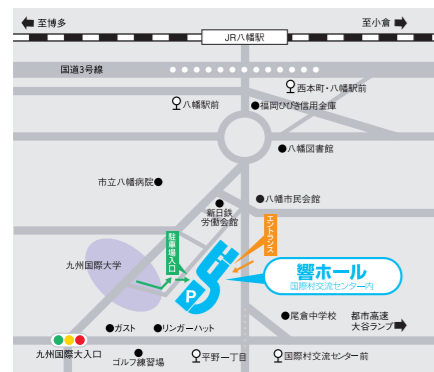 至博多
至小倉
JR八幡駅
国道3号線
西本町・八幡駅前
八幡駅前
福岡ひびき信用金庫
八幡図書館
市立八幡病院
八幡市民会館
新日鉄
労働会館
エントランス
駐車場入口
九州国際大学
響ホール
国際村交流センター内
P
尾倉中学校
都市高速
大谷ランプ
ガスト
リンガーハット
九州国際大入口
ゴルフ練習場
平野一丁目
国際村交流センター前